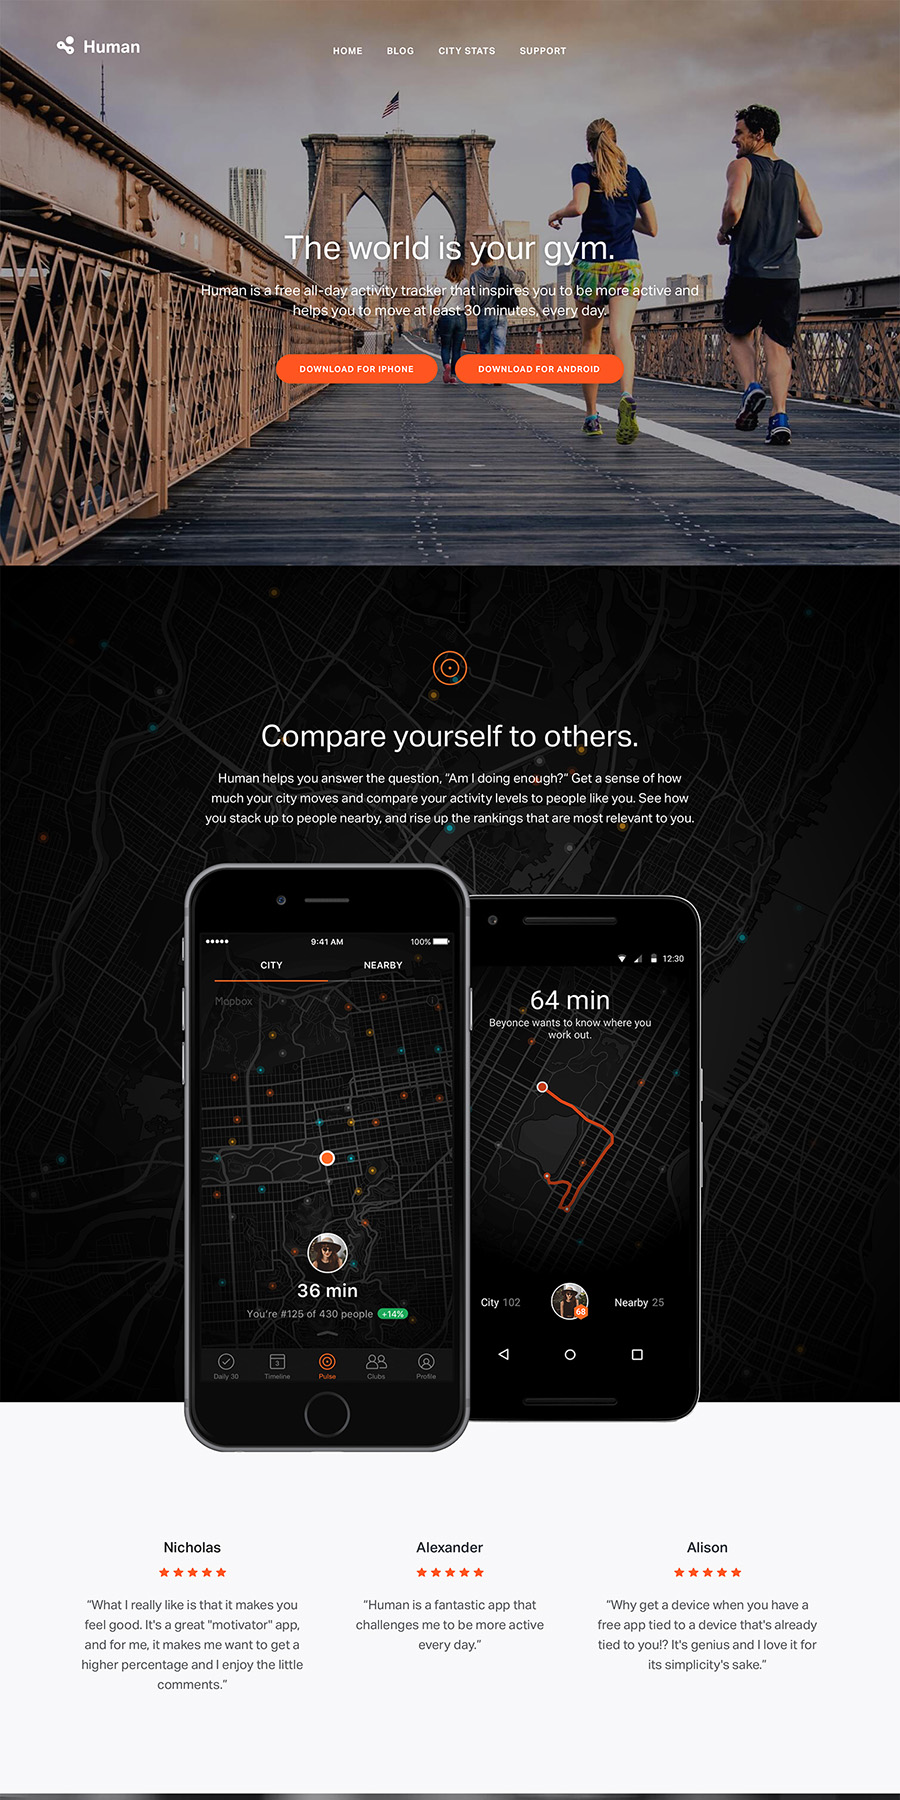 Human
HOME BLOG CITY STATS SUPPORT
The world is your gym.
Human is a free all-day activity tracker that inspires you to be more active and
helps you to move at least 30 minutes, every day.
DOWNLOAD FOR IPHONE
DOWNLOAD FOR ANDROID
Compare yourself to others.
Human helps you answer the question, “Am I doing enough?” Get a sense of how
much your city moves and compare your activity levels to people like you. See how
you stack up to people nearby, and rise up the rankings that are most relevant to you.
9:41 AM 100%
CITY NEARBY
Mapbox
36 min
You're #125 of 430 people +14%
Daily 30 3 Timeline Pulse Clubs Profile
12:30
64 min
Beyonce wants to know where you
work out.
City 102 68 Nearby 25
Nicholas
“What I really like is that it makes you
feel good. It's a great "motivator" app,
and for me, it makes me want to get a
higher percentage and I enjoy the little
comments.”
Alexander
“Human is a fantastic app that
challenges me to be more active
every day.”
Alison
“Why get a device when you have a
free app tied to a device that's already
tied to you!? It's genius and I love it for
its simplicity's sake.”